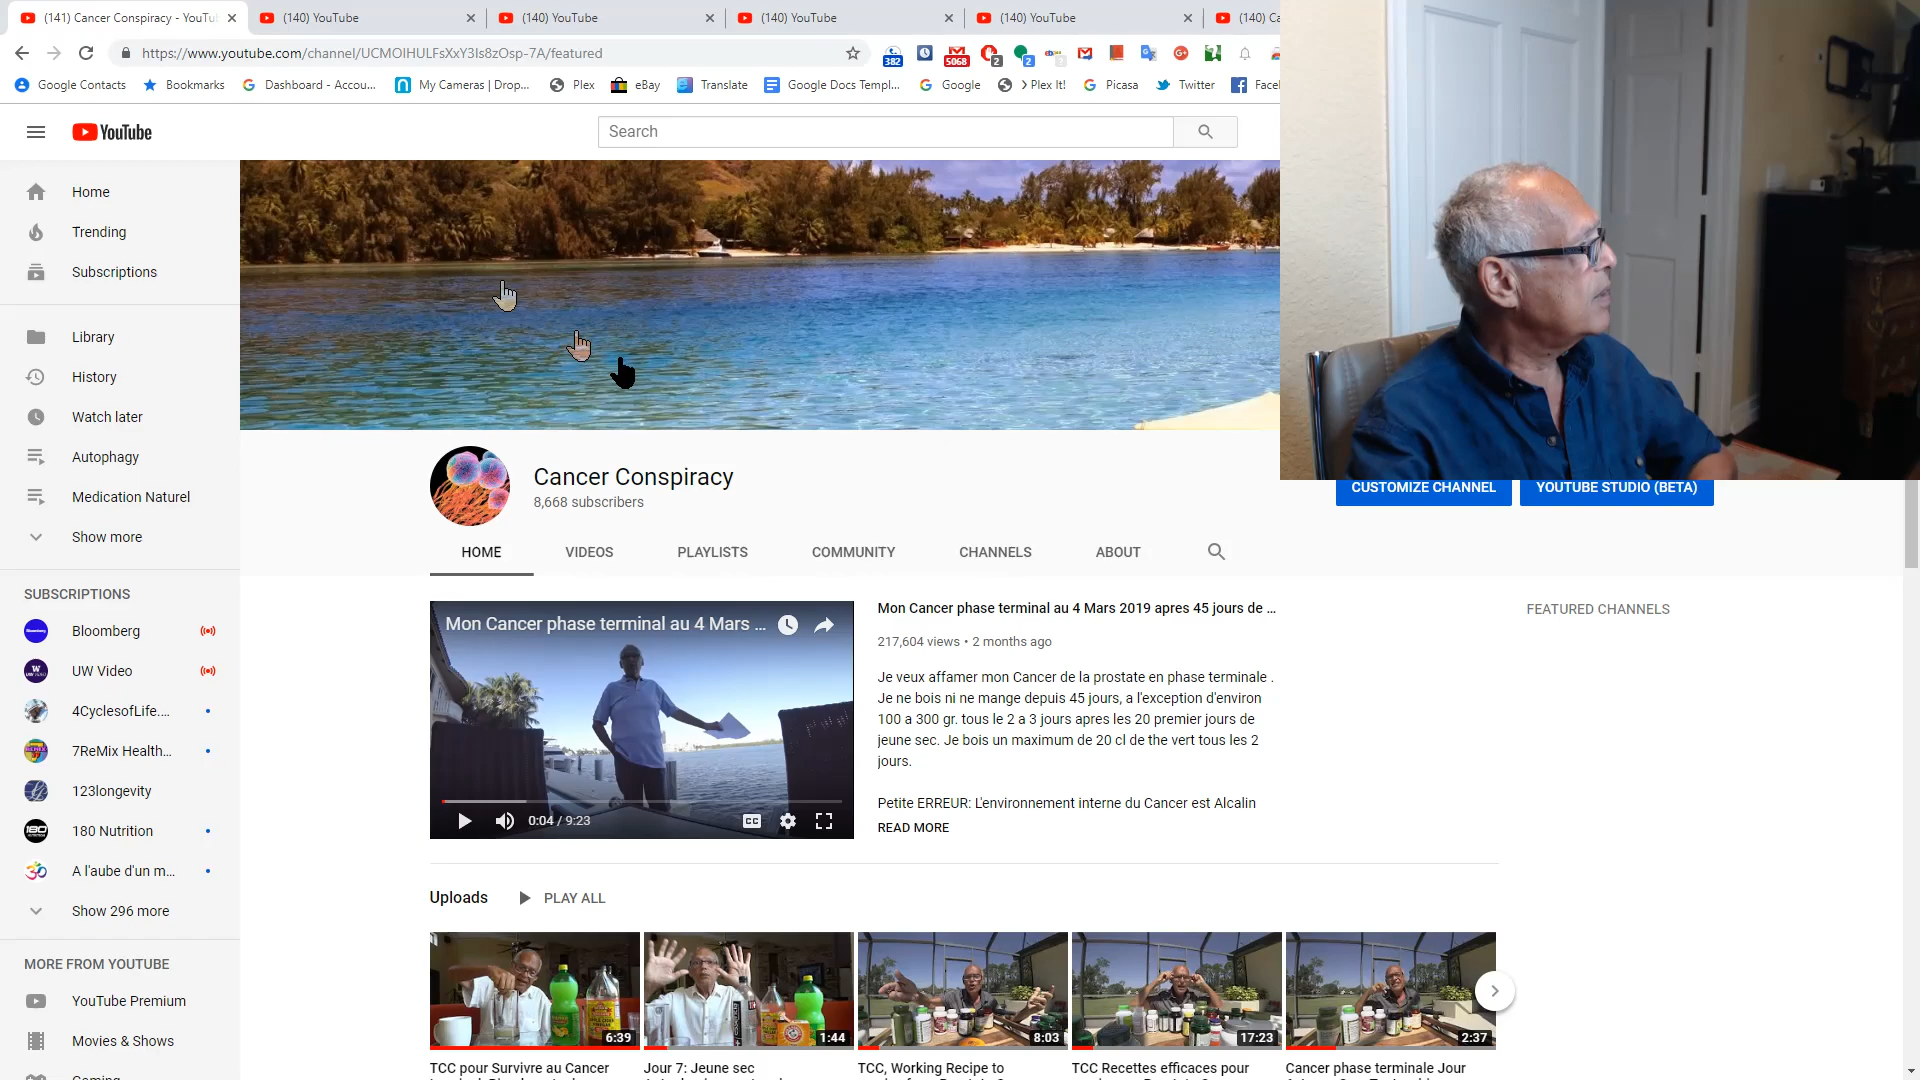 (141) Cancer Conspiracy - YouTu
(140) YouTube
(140) YouTube
(140) YouTube
(140) YouTube
(140) Ca
https://www.youtube.com/channel/UCMOIHULFsXxY3Is8zOsp-7A/featured
382
5068
2
2
Google Contacts
Bookmarks
Dashboard - Accou...
My Cameras | Drop...
Plex
eBay
Translate
Google Docs Templ...
Google
> Plex It!
Picasa
Twitter
Facel
YouTube
Search
Home
Trending
Subscriptions
Library
History
Watch later
Autophagy
Medication Naturel
Show more
SUBSCRIPTIONS
Bloomberg
UW Video
4CyclesofLife....
7ReMix Health...
123longevity
180 Nutrition
A l'aube d'un m...
Show 296 more
MORE FROM YOUTUBE
YouTube Premium
Movies & Shows
Gaming
Cancer Conspiracy
8,668 subscribers
CUSTOMIZE CHANNEL
YOUTUBE STUDIO (BETA)
HOME
VIDEOS
PLAYLISTS
COMMUNITY
CHANNELS
ABOUT
Mon Cancer phase terminal au 4 Mars ...
0:04 / 9:23
CC
Mon Cancer phase terminal au 4 Mars 2019 apres 45 jours de ...
217,604 views • 2 months ago
Je veux affamer mon Cancer de la prostate en phase terminale .
Je ne bois ni ne mange depuis 45 jours, a l'exception d'environ
100 a 300 gr. tous le 2 a 3 jours apres les 20 premier jours de
jeune sec. Je bois un maximum de 20 cl de the vert tous les 2
jours.
Petite ERREUR: L'environnement interne du Cancer est Alcalin
READ MORE
FEATURED CHANNELS
Uploads
PLAY ALL
6:39
1:44
8:03
17:23
2:37
TCC pour Survivre au Cancer
Jour 7: Jeune sec
TCC, Working Recipe to
TCC Recettes efficaces pour
Cancer phase terminale Jour